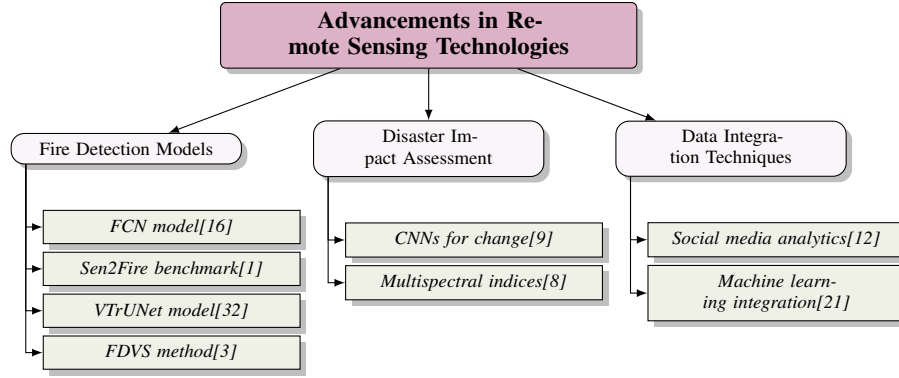 Advancements in Re-
mote Sensing Technologies
Fire Detection Models
Disaster Im-
pact Assessment
Data Integra-
tion Techniques
FCN model[16]
Sen2Fire benchmark[1]
VTrUNet model[32]
FDVS method[3]
CNNs for change[9]
Multispectral indices[8]
Social media analytics[12]
Machine learn-
ing integration[21]